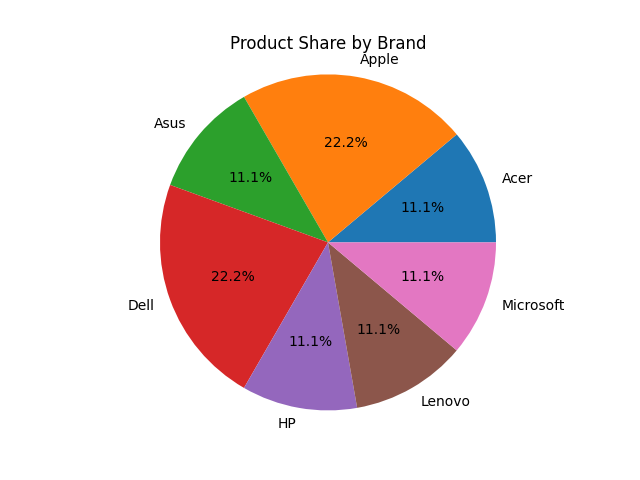 Product Share by Brand
Apple
Asus
22.2%
Acer
11.1%
11.1%
22.2%
11.1%
Dell
Microsoft
11.1%
11.1%
Lenovo
HP